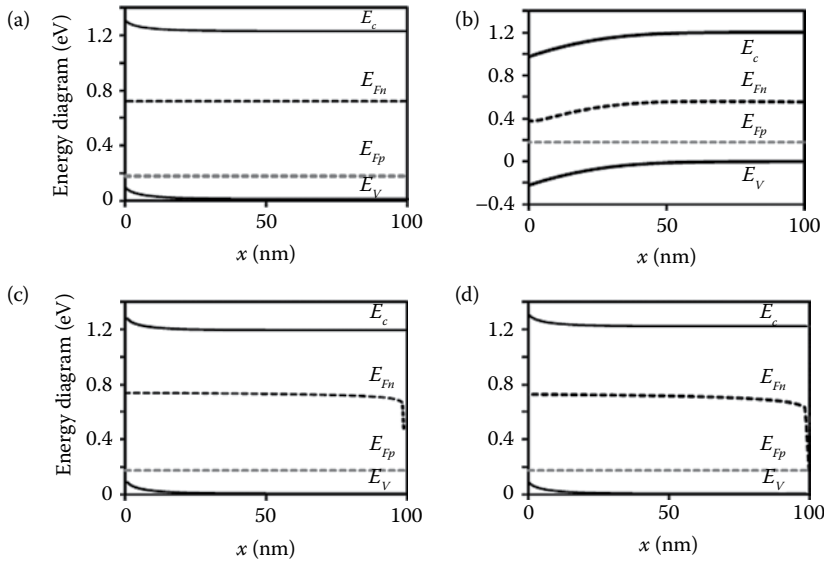 (a)
Energy diagram (eV)
1.2
0.8
0.4
0
E_c
E_Fn
E_Fp
E_V
0
50
100
x (nm)
(b)
1.2
0.8
0.4
0
−0.4
E_c
E_Fn
E_Fp
E_V
0
50
100
x (nm)
(c)
Energy diagram (eV)
1.2
0.8
0.4
0
E_c
E_Fn
E_Fp
E_V
0
50
100
x (nm)
(d)
1.2
0.8
0.4
0
E_c
E_Fn
E_Fp
E_V
0
50
100
x (nm)